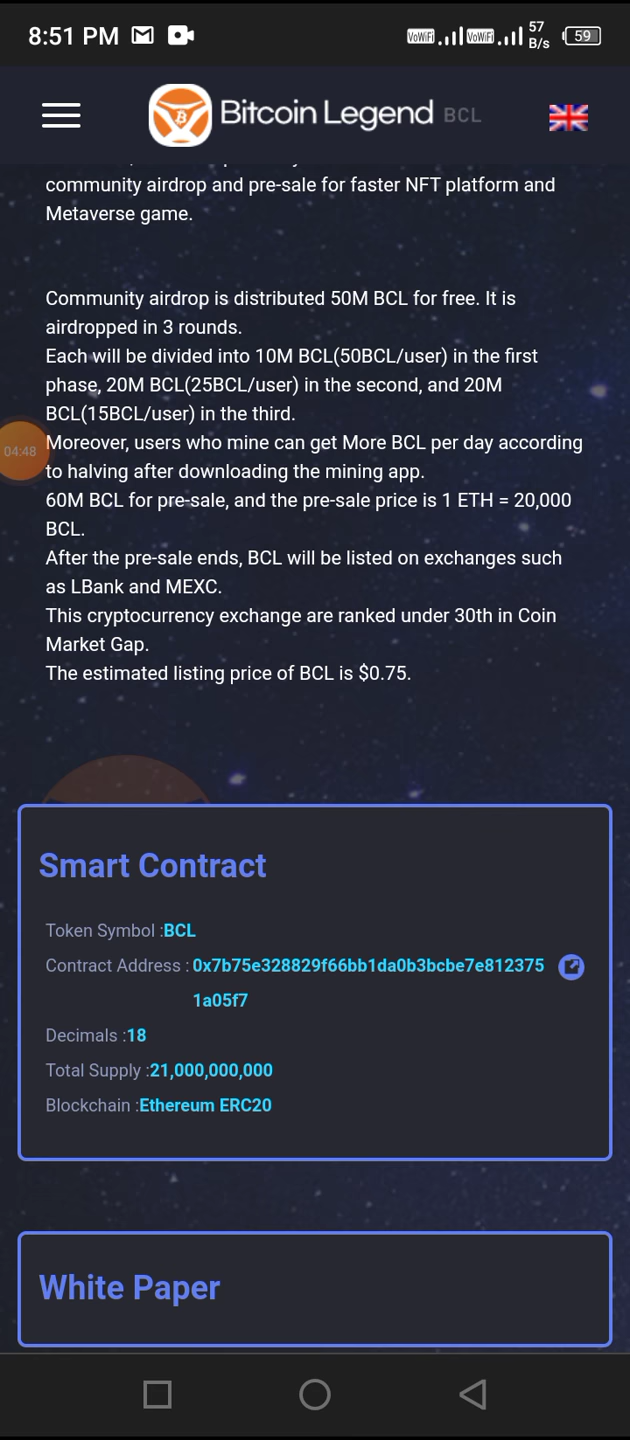 8:51 PM
VoWiFi VoWiFi 57 B/s 59
Bitcoin Legend BCL
community airdrop and pre-sale for faster NFT platform and
Metaverse game.
Community airdrop is distributed 50M BCL for free. It is
airdropped in 3 rounds.
Each will be divided into 10M BCL(50BCL/user) in the first
phase, 20M BCL(25BCL/user) in the second, and 20M
BCL(15BCL/user) in the third.
04:48
Moreover, users who mine can get More BCL per day according
to halving after downloading the mining app.
60M BCL for pre-sale, and the pre-sale price is 1 ETH = 20,000
BCL.
After the pre-sale ends, BCL will be listed on exchanges such
as LBank and MEXC.
This cryptocurrency exchange are ranked under 30th in Coin
Market Gap.
The estimated listing price of BCL is $0.75.
Smart Contract
Token Symbol :BCL
Contract Address : 0x7b75e328829f66bb1da0b3bcbe7e812375
1a05f7
Decimals :18
Total Supply :21,000,000,000
Blockchain :Ethereum ERC20
White Paper